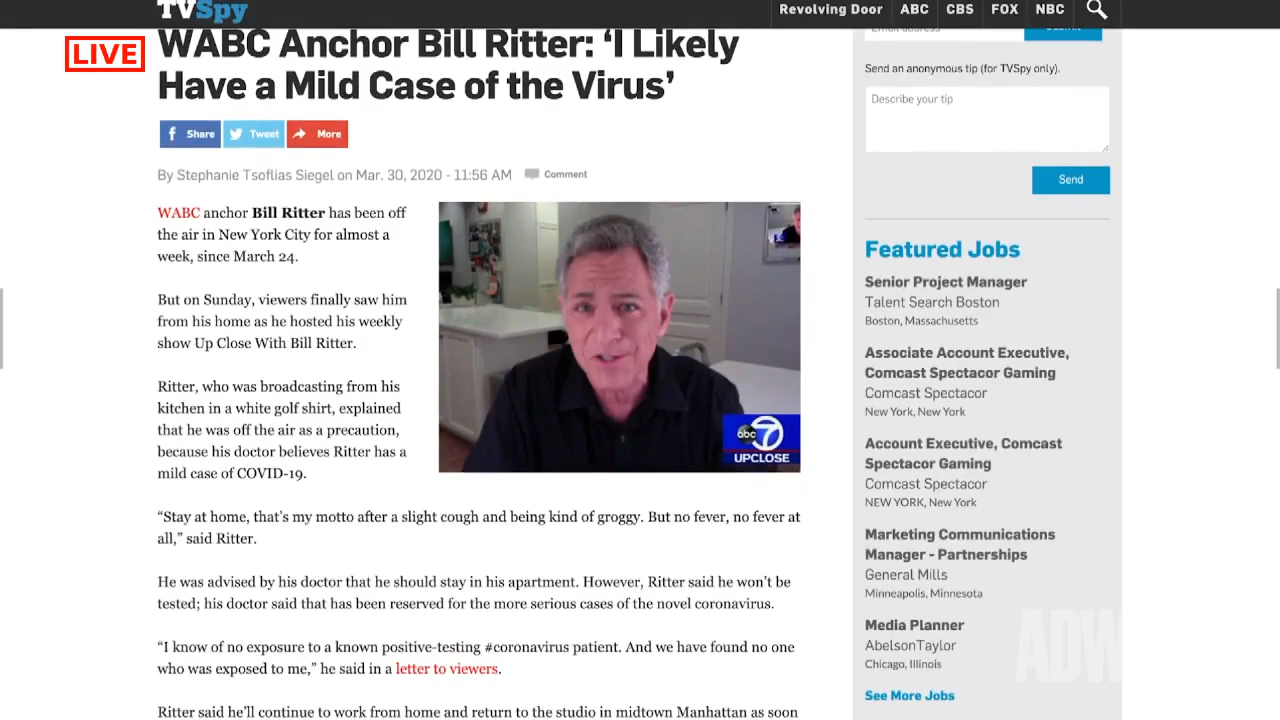 TVSpy
Revolving Door ABC CBS FOX NBC
LIVE
WABC Anchor Bill Ritter: ‘I Likely
Have a Mild Case of the Virus’
Share Tweet More
By Stephanie Tsoflias Siegel on Mar. 30, 2020 - 11:56 AM Comment
WABC anchor Bill Ritter has been off
the air in New York City for almost a
week, since March 24.
But on Sunday, viewers finally saw him
from his home as he hosted his weekly
show Up Close With Bill Ritter.
Ritter, who was broadcasting from his
kitchen in a white golf shirt, explained
that he was off the air as a precaution,
because his doctor believes Ritter has a
mild case of COVID-19.
abc 7
UPCLOSE
“Stay at home, that’s my motto after a slight cough and being kind of groggy. But no fever, no fever at
all,” said Ritter.
He was advised by his doctor that he should stay in his apartment. However, Ritter said he won’t be
tested; his doctor said that has been reserved for the more serious cases of the novel coronavirus.
“I know of no exposure to a known positive-testing #coronavirus patient. And we have found no one
who was exposed to me,” he said in a letter to viewers.
Ritter said he’ll continue to work from home and return to the studio in midtown Manhattan as soon
Email address Submit
Send an anonymous tip (for TVSpy only).
Describe your tip
Send
Featured Jobs
Senior Project Manager
Talent Search Boston
Boston, Massachusetts
Associate Account Executive,
Comcast Spectacor Gaming
Comcast Spectacor
New York, New York
Account Executive, Comcast
Spectacor Gaming
Comcast Spectacor
NEW YORK, New York
Marketing Communications
Manager - Partnerships
General Mills
Minneapolis, Minnesota
Media Planner
AbelsonTaylor
Chicago, Illinois
See More Jobs
ADW